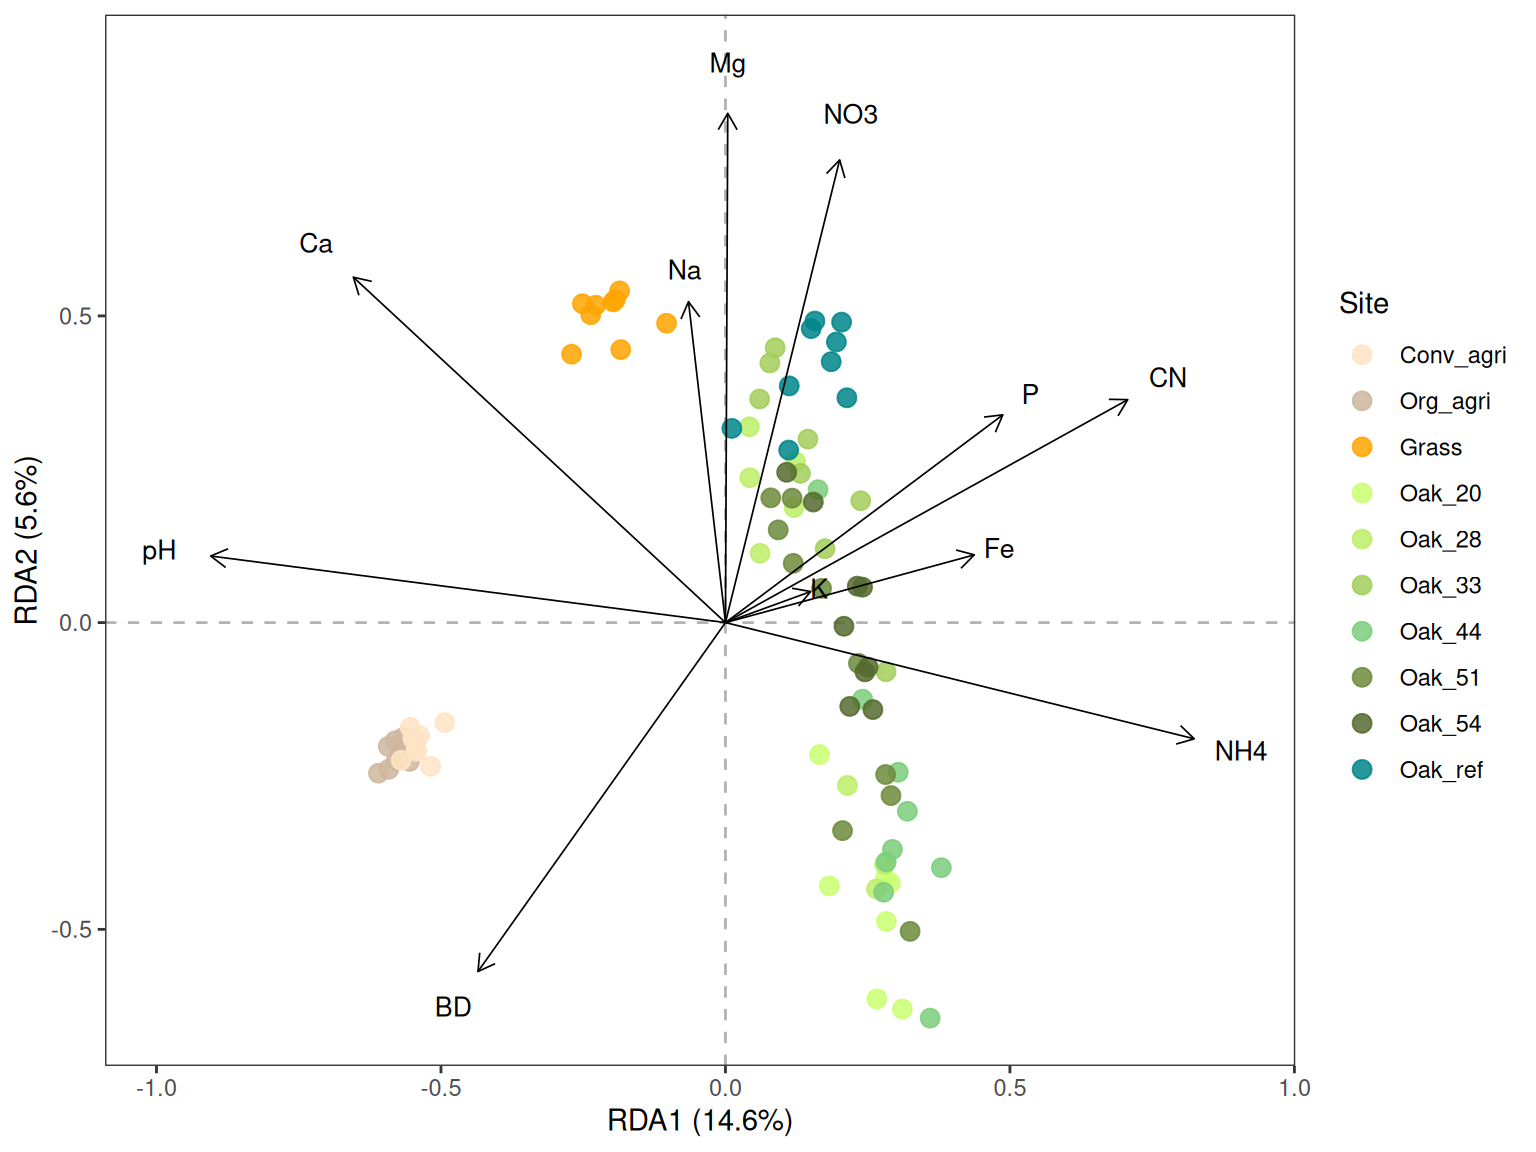 Mg
NO3
Ca
Na
P
CN
pH
Fe
K
NH4
BD
0.5
0.0
-0.5
RDA2 (5.6%)
-1.0
-0.5
0.0
0.5
1.0
RDA1 (14.6%)
Site
Conv_agri
Org_agri
Grass
Oak_20
Oak_28
Oak_33
Oak_44
Oak_51
Oak_54
Oak_ref